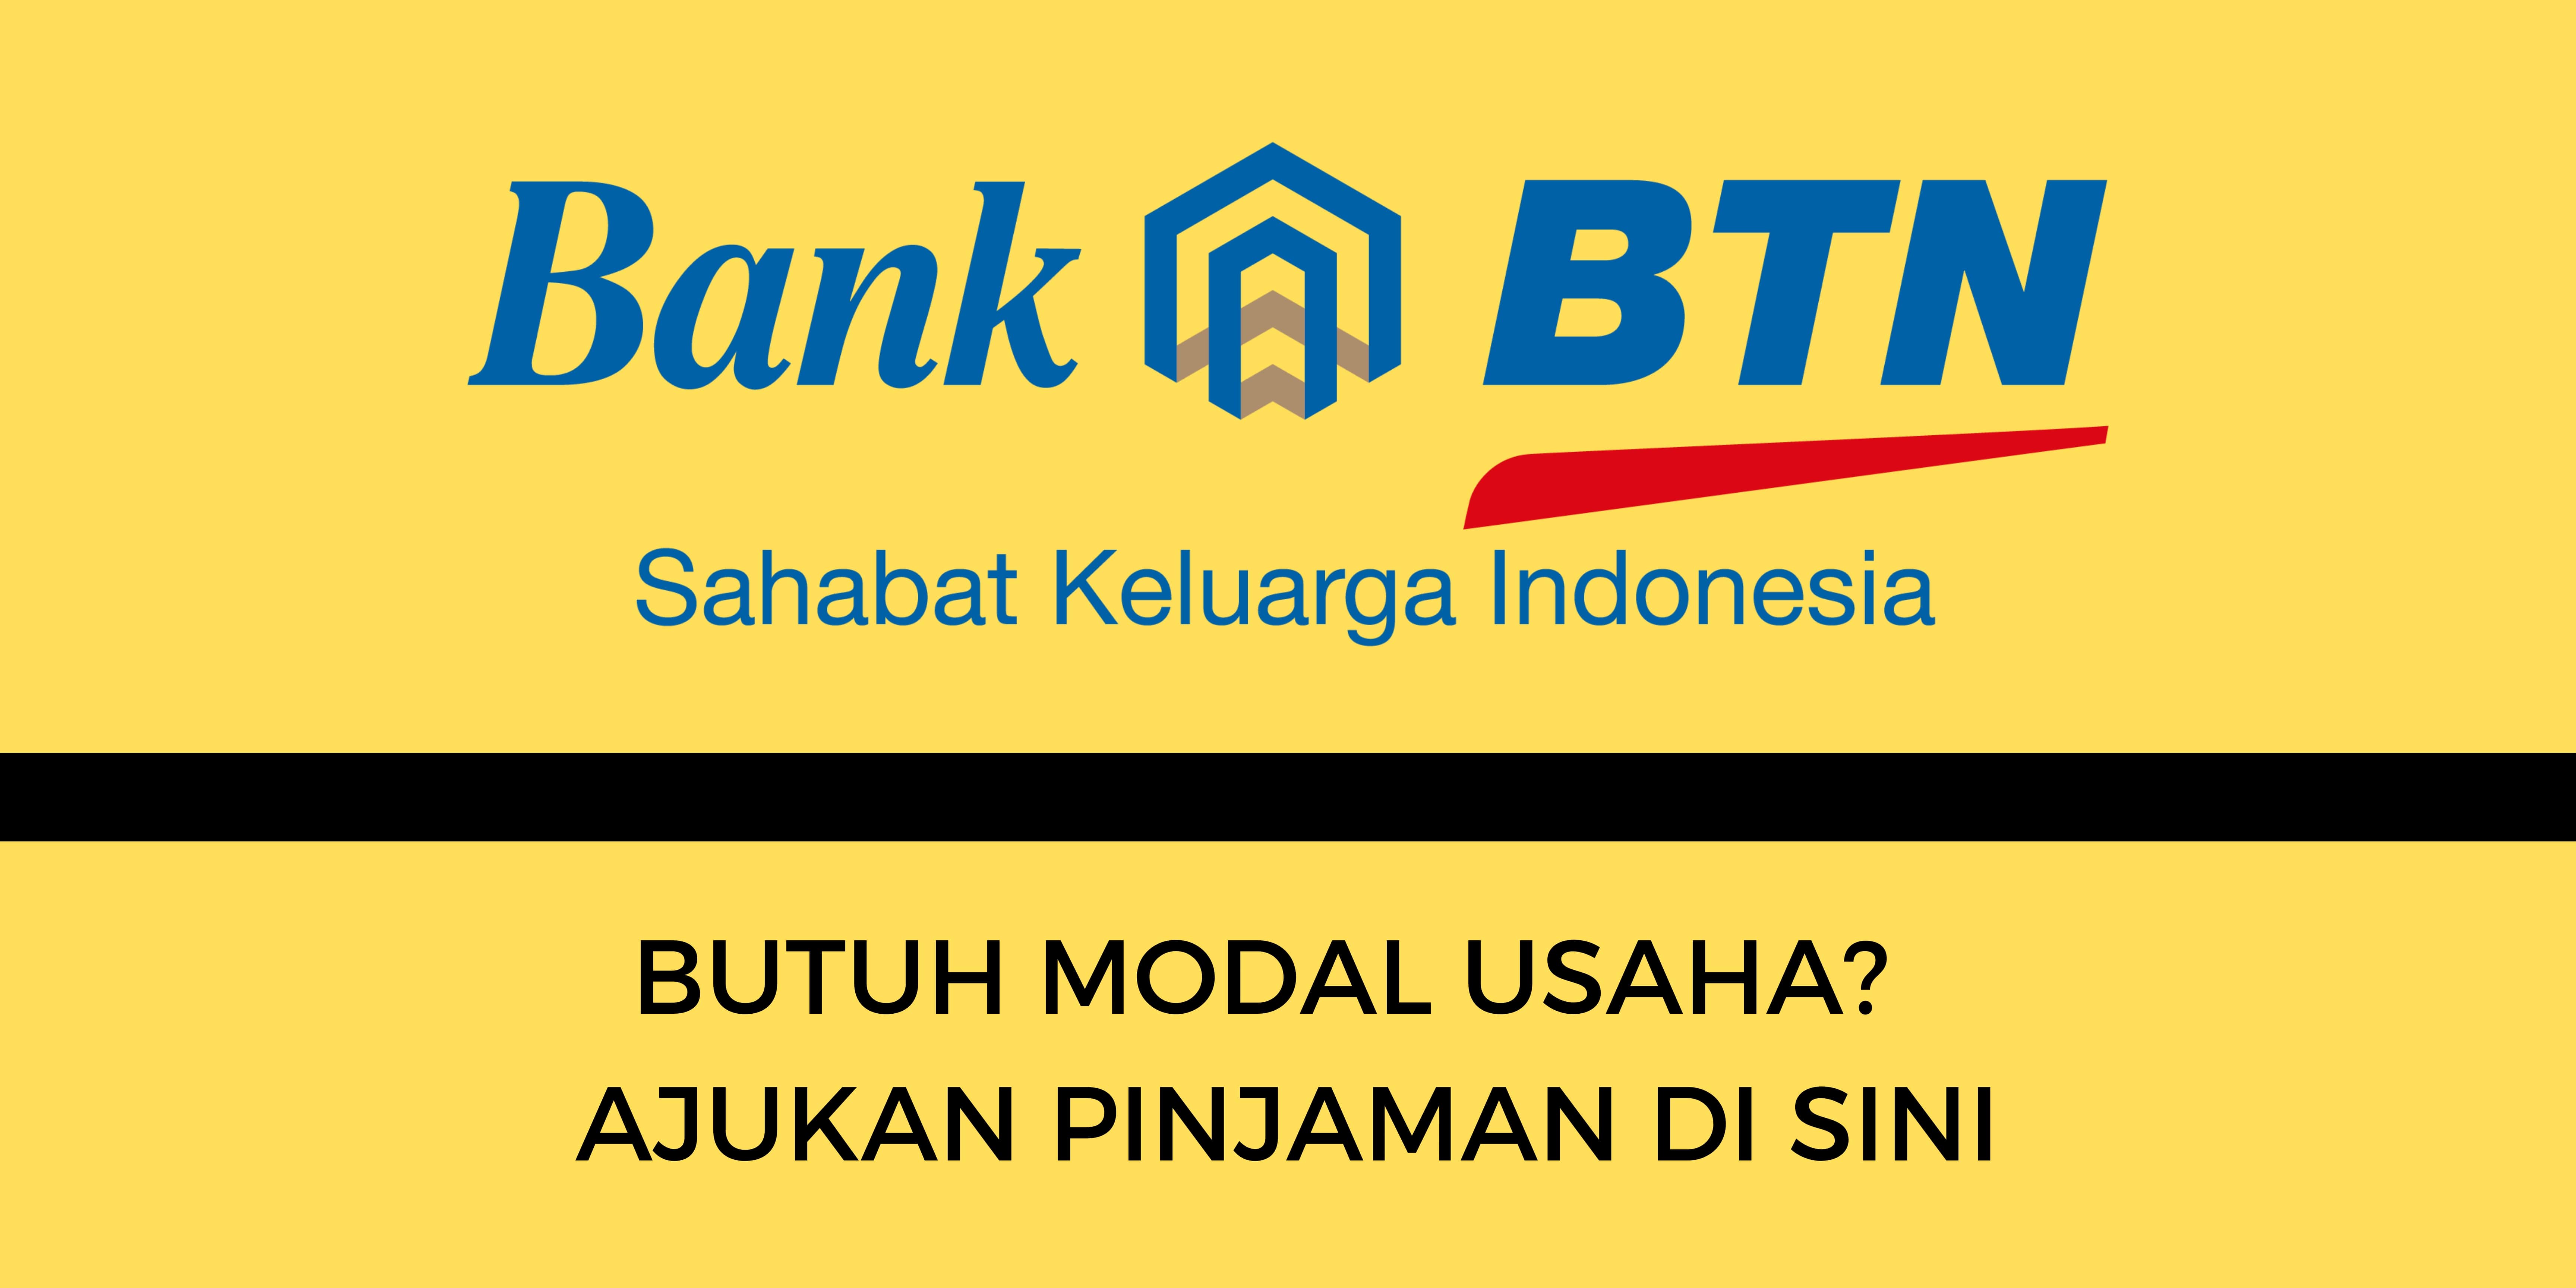 Bank BTN
Sahabat Keluarga Indonesia
BUTUH MODAL USAHA?
AJUKAN PINJAMAN DI SINI